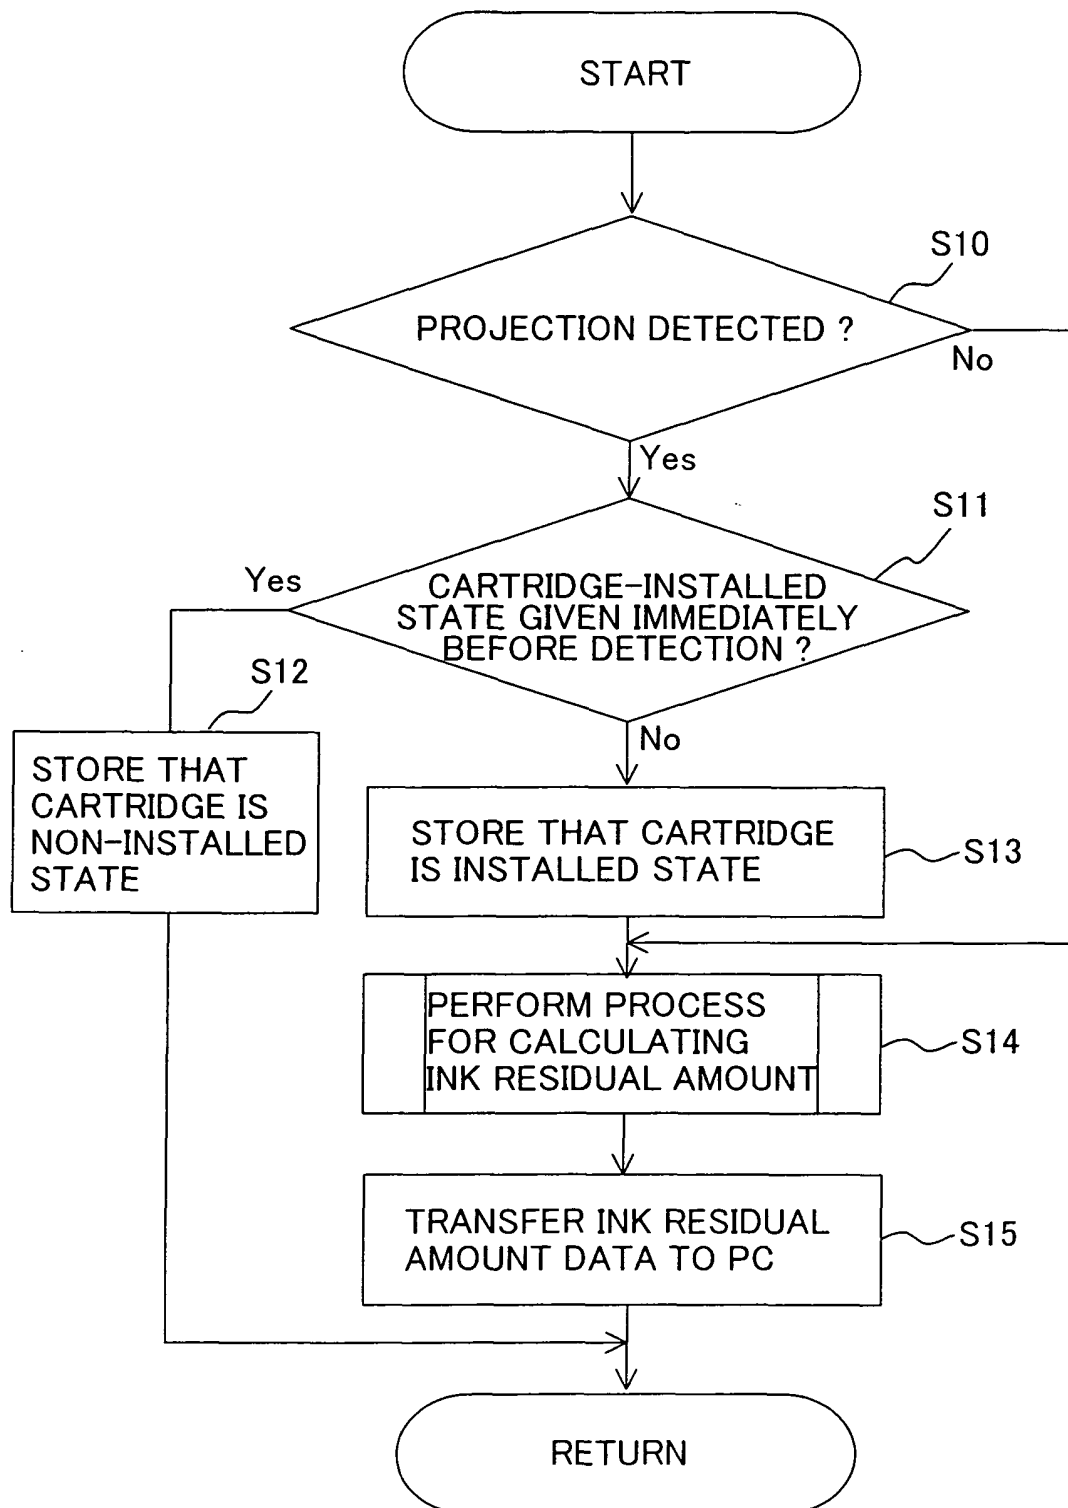 START
S10
PROJECTION DETECTED ?
No
Yes
S11
Yes
CARTRIDGE-INSTALLED
STATE GIVEN IMMEDIATELY
BEFORE DETECTION ?
S12
No
STORE THAT
CARTRIDGE IS
NON-INSTALLED
STATE
STORE THAT CARTRIDGE
IS INSTALLED STATE
S13
PERFORM PROCESS
FOR CALCULATING
INK RESIDUAL AMOUNT
S14
TRANSFER INK RESIDUAL
AMOUNT DATA TO PC
S15
RETURN